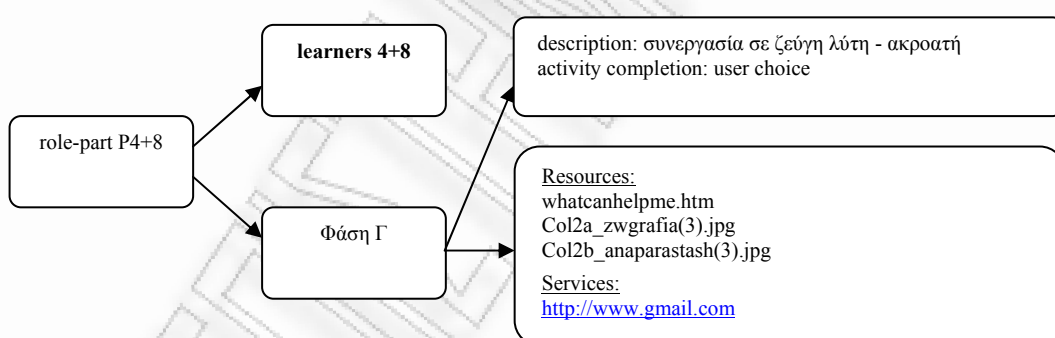 role-part P4+8
learners 4+8
Φάση Γ
description: συνεργασία σε ζεύγη λύτη - ακροατή
activity completion: user choice
Resources:
whatcanhelpme.htm
Col2a_zwgrafia(3).jpg
Col2b_anaparastash(3).jpg
Services:
http://www.gmail.com